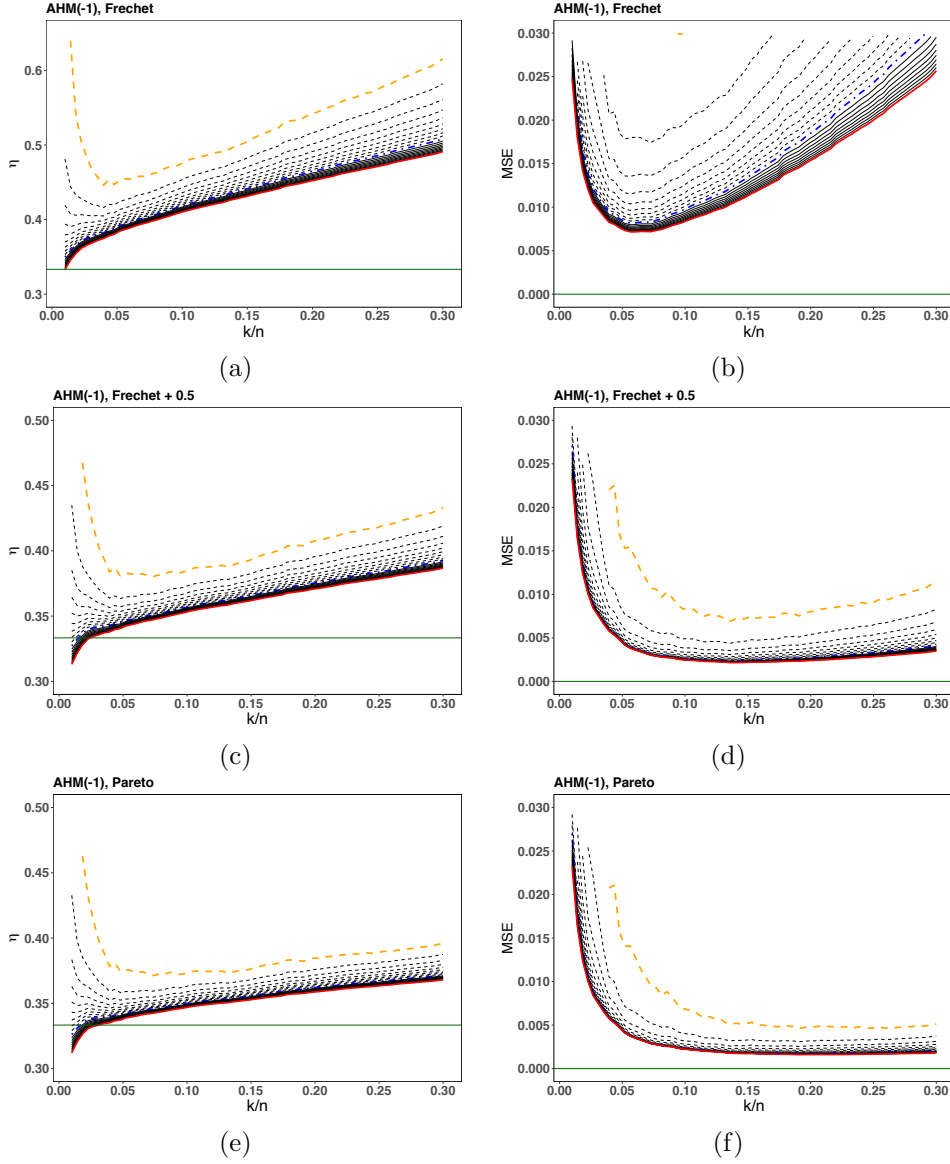 AHM(-1), Frechet
0.6
0.5
0.4
0.3
η
0.00 0.05 0.10 0.15 0.20 0.25 0.30
k/n
(a)
AHM(-1), Frechet
0.030
0.025
0.020
0.015
0.010
0.005
0.000
MSE
0.00 0.05 0.10 0.15 0.20 0.25 0.30
k/n
(b)
AHM(-1), Frechet + 0.5
0.50
0.45
0.40
0.35
0.30
η
0.00 0.05 0.10 0.15 0.20 0.25 0.30
k/n
(c)
AHM(-1), Frechet + 0.5
0.030
0.025
0.020
0.015
0.010
0.005
0.000
MSE
0.00 0.05 0.10 0.15 0.20 0.25 0.30
k/n
(d)
AHM(-1), Pareto
0.50
0.45
0.40
0.35
0.30
η
0.00 0.05 0.10 0.15 0.20 0.25 0.30
k/n
(e)
AHM(-1), Pareto
0.030
0.025
0.020
0.015
0.010
0.005
0.000
MSE
0.00 0.05 0.10 0.15 0.20 0.25 0.30
k/n
(f)